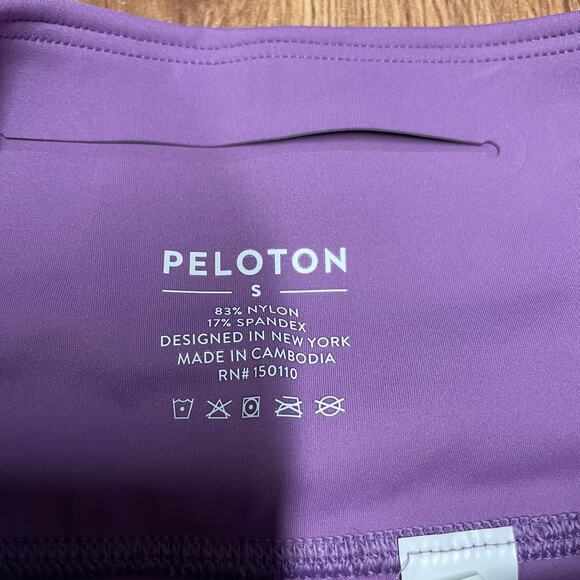 PELOTON
S
83% NYLON
17% SPANDEX
DESIGNED IN NEW YORK
MADE IN CAMBODIA
RN# 150110